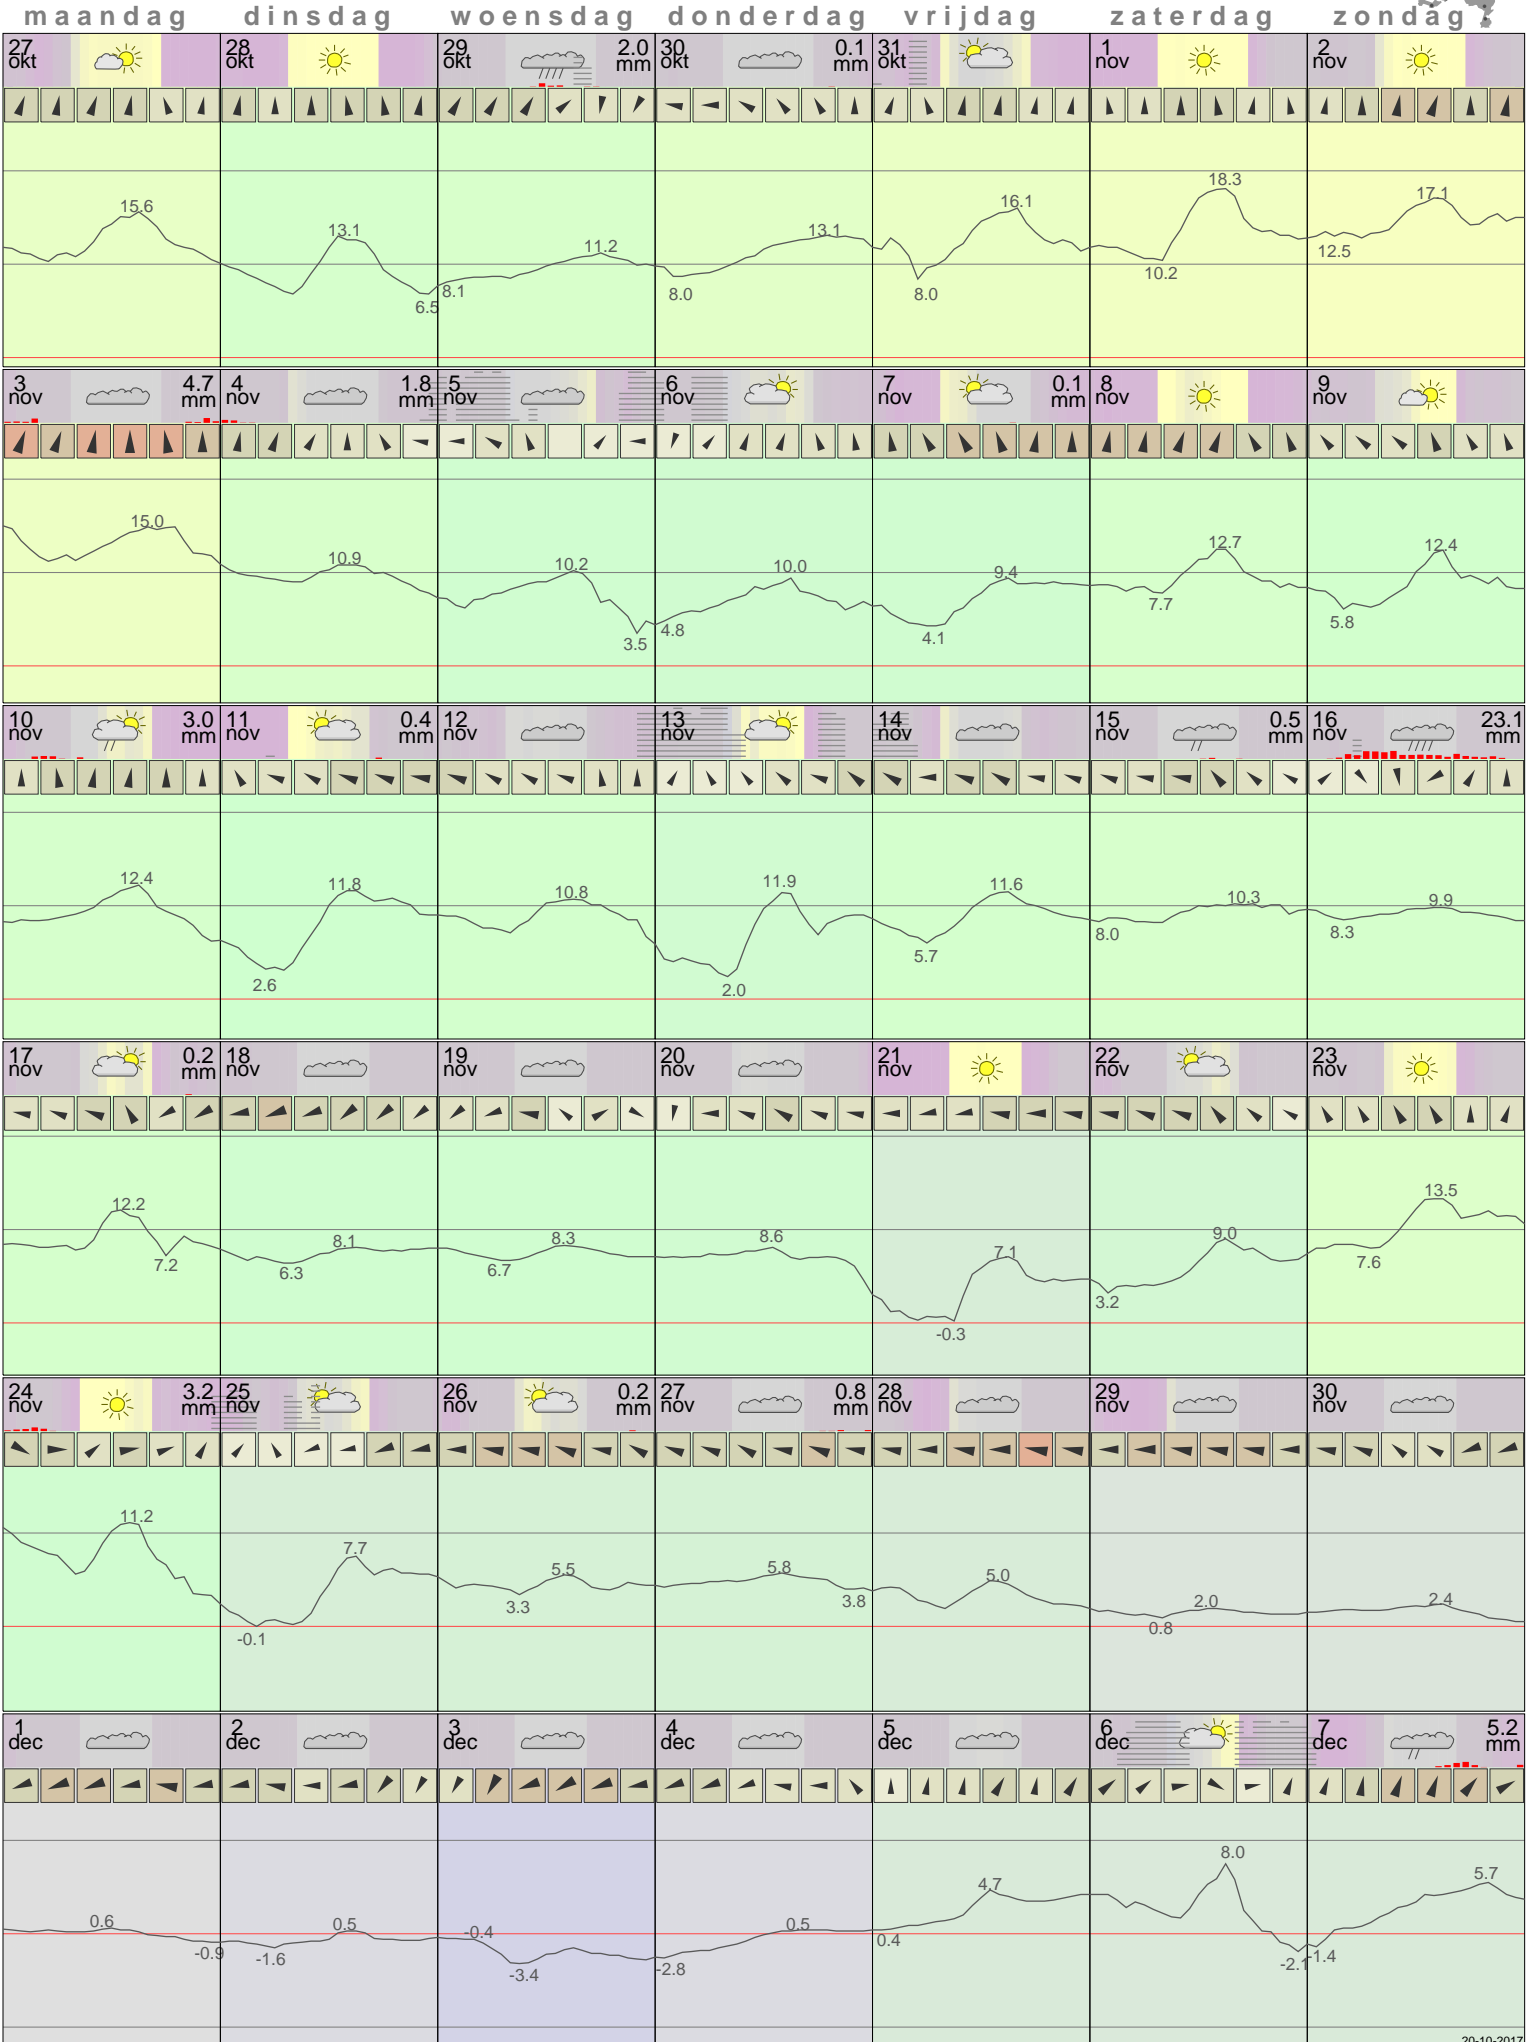 maandag dinsdag woensdag donderdag vrijdag zaterdag zondag
27 28 29 2.0 30 0.1 31 1 2
okt okt okt mm okt mm okt nov nov
15.6 13.1 6.5 8.1 11.2 8.0 13.1 8.0 16.1 10.2 18.3 12.5 17.1
3 4.7 4 1.8 5 6 7 0.1 8 9
nov mm nov mm nov nov nov mm nov nov
15.0 10.9 10.2 3.5 4.8 10.0 4.1 9.4 7.7 12.7 5.8 12.4
10 3.0 11 0.4 12 13 14 15 0.5 16 23.1
nov mm nov mm nov nov nov nov mm nov mm
12.4 2.6 11.8 10.8 2.0 11.9 5.7 11.6 8.0 10.3 8.3 9.9
17 0.2 18 19 20 21 22 23
nov mm nov nov nov nov nov nov
12.2 7.2 6.3 8.1 6.7 8.3 8.6 -0.3 7.1 3.2 9.0 7.6 13.5
24 3.2 25 26 0.2 27 0.8 28 29 30
nov mm nov nov mm nov mm nov nov nov
11.2 -0.1 7.7 3.3 5.5 5.8 3.8 5.0 0.8 2.0 2.4
1 2 3 4 5 6 7 5.2
dec dec dec dec dec dec dec mm
0.6 -0.9 -1.6 0.5 -0.4 -3.4 -2.8 0.5 0.4 4.7 8.0 -2.1 -1.4 5.7
20-10-2017